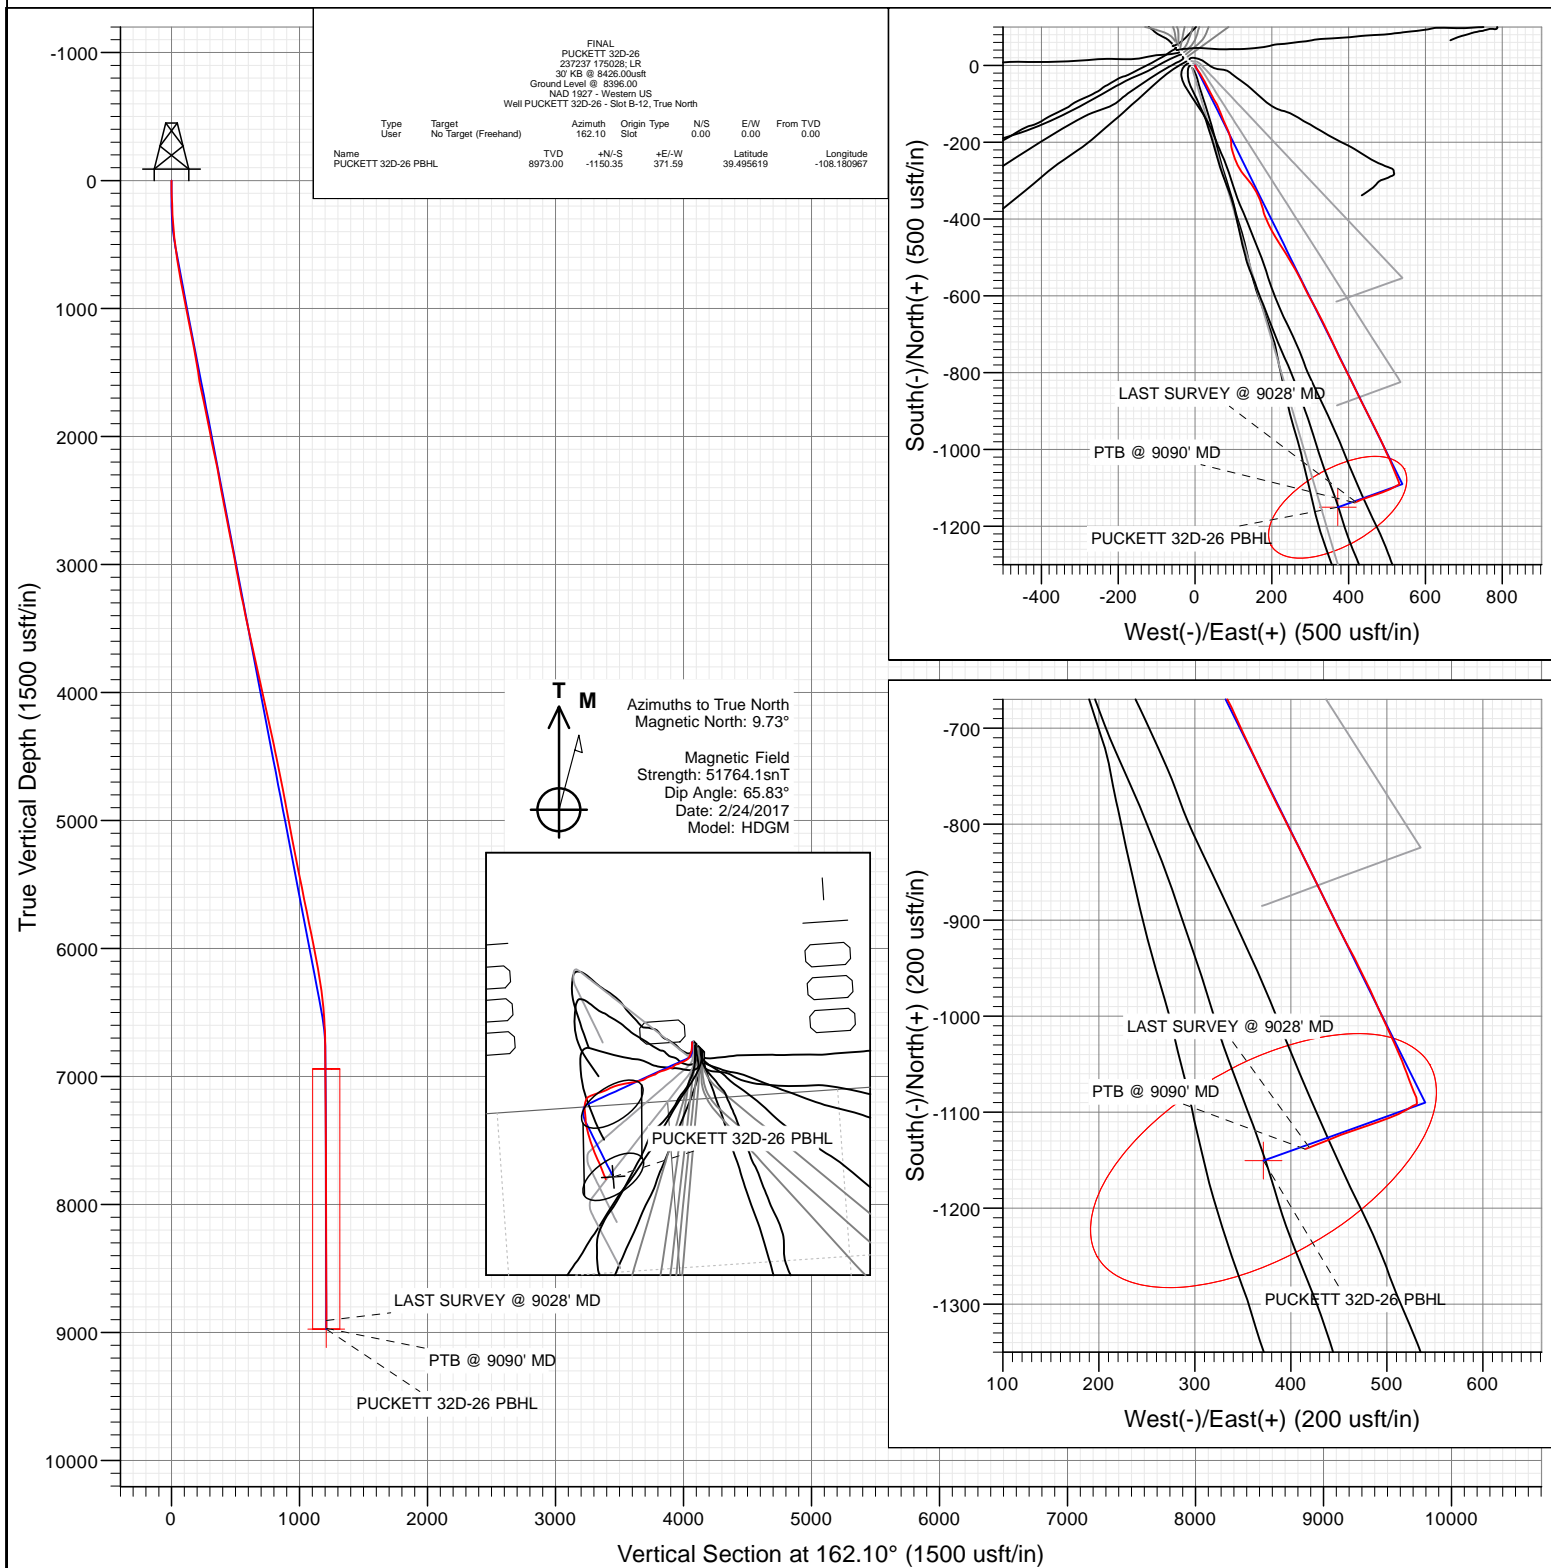 FINAL
PUCKETT 32D-26
237237 175028; LR
30' KB @ 8426.00usft
Ground Level @ 8396.00
NAD 1927 - Western US
Well PUCKETT 32D-26 - Slot B-12, True North
Type Target Azimuth Origin Type N/S E/W From TVD
User No Target (Freehand) 162.10 Slot 0.00 0.00 0.00
Name TVD +N/-S +E/-W Latitude Longitude
PUCKETT 32D-26 PBHL 8973.00 -1150.35 371.59 39.495619 -108.180967
True Vertical Depth (1500 usft/in)
-1000
0
1000
2000
3000
4000
5000
6000
7000
8000
9000
10000
LAST SURVEY @ 9028' MD
PTB @ 9090' MD
PUCKETT 32D-26 PBHL
0 1000 2000 3000 4000 5000 6000 7000 8000 9000 10000
Vertical Section at 162.10° (1500 usft/in)
T M
Azimuths to True North
Magnetic North: 9.73°
Magnetic Field
Strength: 51764.1snT
Dip Angle: 65.83°
Date: 2/24/2017
Model: HDGM
PUCKETT 32D-26 PBHL
South(-)/North(+) (500 usft/in)
0
-200
-400
-600
-800
-1000
-1200
LAST SURVEY @ 9028' MD
PTB @ 9090' MD
PUCKETT 32D-26 PBHL
-400 -200 0 200 400 600 800
West(-)/East(+) (500 usft/in)
South(-)/North(+) (200 usft/in)
-700
-800
-900
-1000
-1100
-1200
-1300
LAST SURVEY @ 9028' MD
PTB @ 9090' MD
PUCKETT 32D-26 PBHL
100 200 300 400 500 600
West(-)/East(+) (200 usft/in)